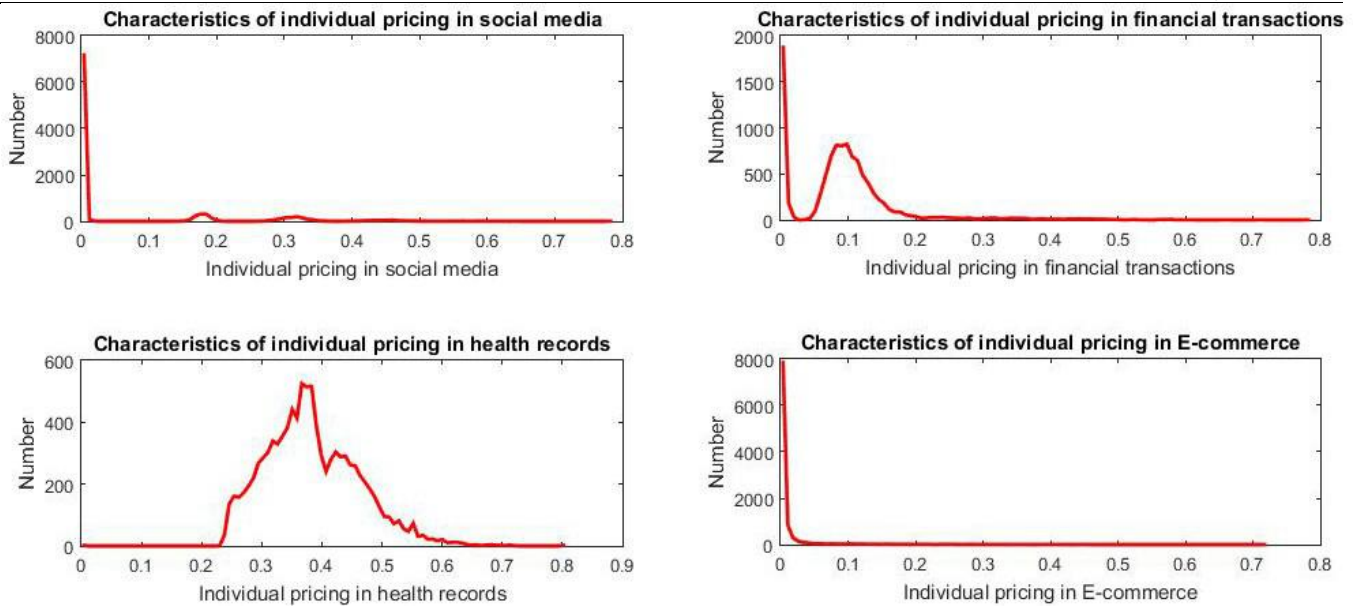 Characteristics of individual pricing in social media
8000
6000
4000
2000
0
Number
0 0.1 0.2 0.3 0.4 0.5 0.6 0.7 0.8
Individual pricing in social media
Characteristics of individual pricing in financial transactions
2000
1500
1000
500
0
Number
0 0.1 0.2 0.3 0.4 0.5 0.6 0.7 0.8
Individual pricing in financial transactions
Characteristics of individual pricing in health records
600
400
200
0
Number
0 0.1 0.2 0.3 0.4 0.5 0.6 0.7 0.8 0.9
Individual pricing in health records
Characteristics of individual pricing in E-commerce
8000
6000
4000
2000
0
Number
0 0.1 0.2 0.3 0.4 0.5 0.6 0.7 0.8
Individual pricing in E-commerce